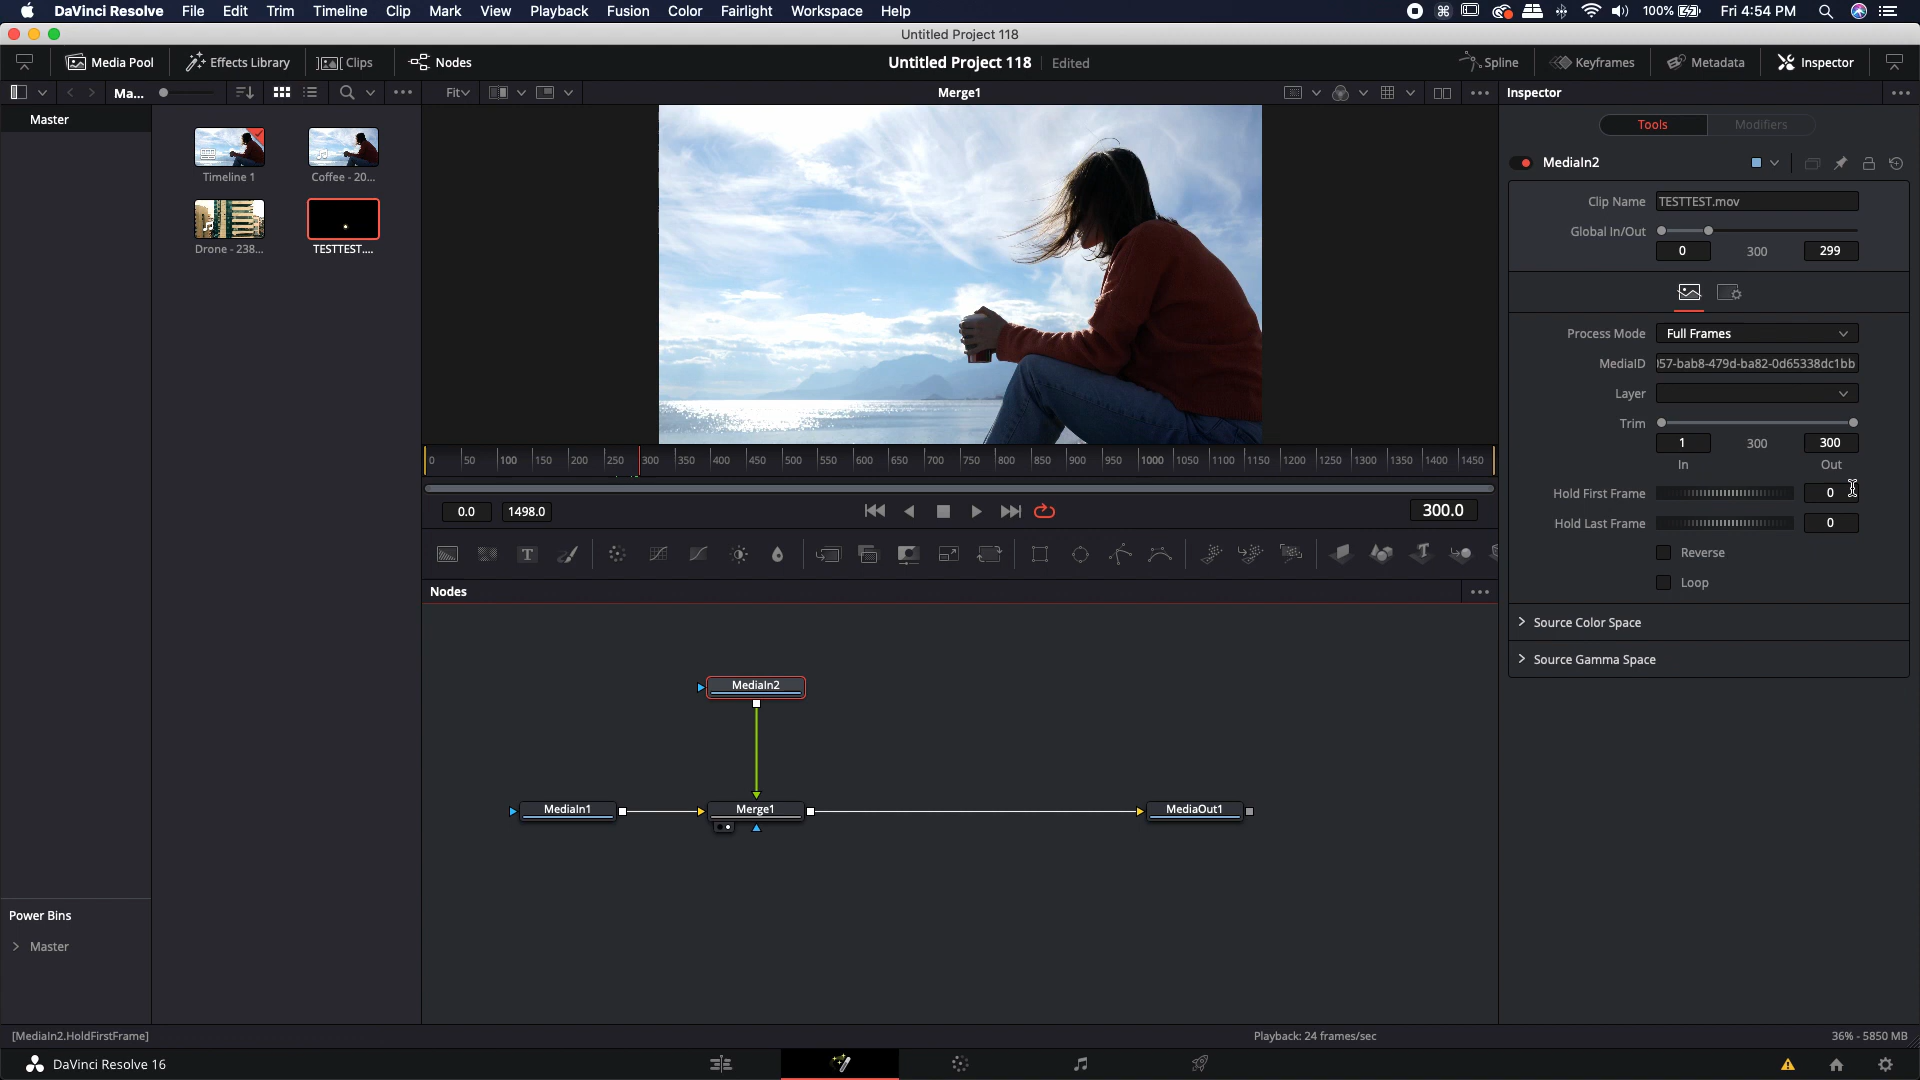 DaVinci Resolve File Edit Trim Timeline Clip Mark View Playback Fusion Color Fairlight Workspace Help 100% Fri 4:54 PM
Untitled Project 118
Media Pool Effects Library Clips Nodes Untitled Project 118 Edited Spline Keyframes Metadata Inspector
Ma... Fit Merge1 Inspector
Master
Tools Modifiers
MediaIn2
Timeline 1 Coffee - 20...
Clip Name TESTTEST.mov
Global In/Out
Drone - 238... TESTTEST....
0 300 299
Process Mode Full Frames
MediaID )57-bab8-479d-ba82-0d65338dc1bb
Layer
Trim
1 300 300
In Out
0 50 100 150 200 250 300 350 400 450 500 550 600 650 700 750 800 850 900 950 1000 1050 1100 1150 1200 1250 1300 1350 1400 1450
Hold First Frame 0
0.0 1498.0 300.0
Hold Last Frame 0
T
Reverse
Loop
Nodes
Source Color Space
Source Gamma Space
MediaIn2
MediaIn1 Merge1 MediaOut1
Power Bins
Master
[MediaIn2.HoldFirstFrame] Playback: 24 frames/sec 36% - 5850 MB
DaVinci Resolve 16